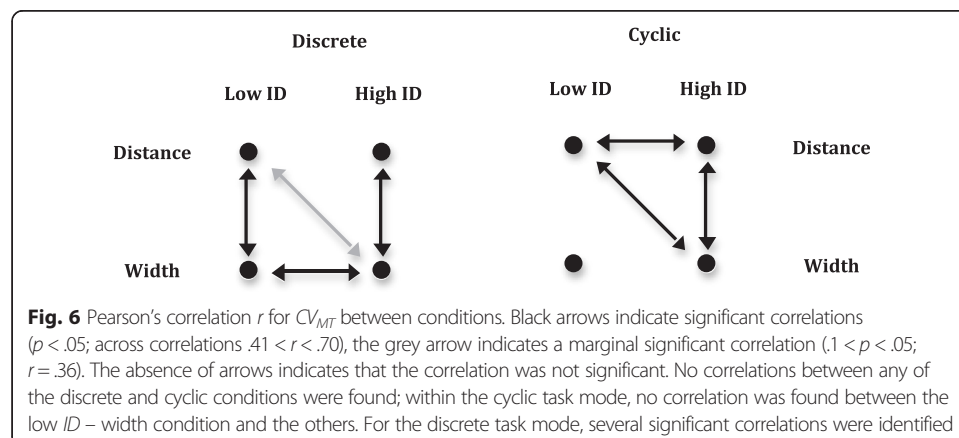 Discrete
Cyclic
Low ID High ID
Low ID High ID
Distance
Distance
Width
Width
Fig. 6 Pearson's correlation r for CV_MT between conditions. Black arrows indicate significant correlations
(p < .05; across correlations .41 < r < .70), the grey arrow indicates a marginal significant correlation (.1 < p < .05;
r = .36). The absence of arrows indicates that the correlation was not significant. No correlations between any of
the discrete and cyclic conditions were found; within the cyclic task mode, no correlation was found between the
low ID – width condition and the others. For the discrete task mode, several significant correlations were identified